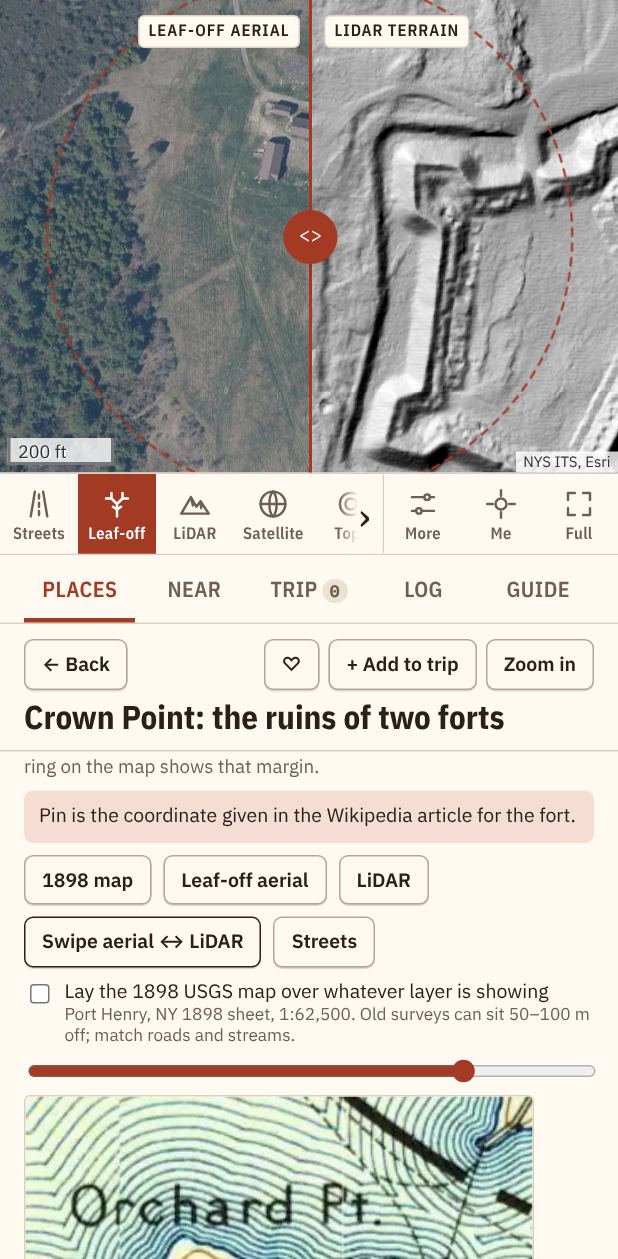 LEAF-OFF AERIAL
LIDAR TERRAIN
<>
200 ft
NYS ITS, Esri
Streets
Leaf-off
LiDAR
Satellite
Top
More
Me
Full
PLACES
NEAR
TRIP 0
LOG
GUIDE
← Back
♡
+ Add to trip
Zoom in
Crown Point: the ruins of two forts
ring on the map shows that margin.
Pin is the coordinate given in the Wikipedia article for the fort.
1898 map
Leaf-off aerial
LiDAR
Swipe aerial ↔ LiDAR
Streets
Lay the 1898 USGS map over whatever layer is showing
Port Henry, NY 1898 sheet, 1:62,500. Old surveys can sit 50–100 m
off; match roads and streams.
Orchard Pt.